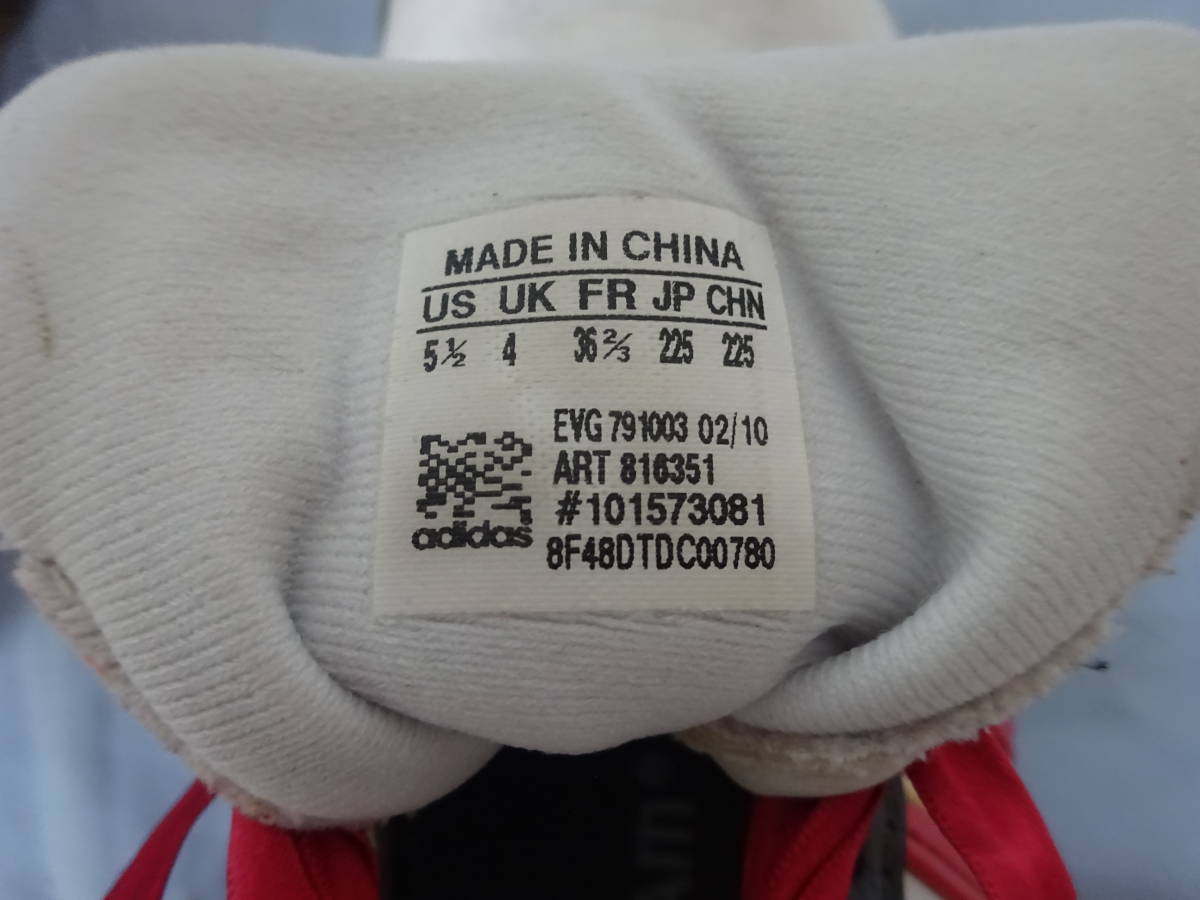 MADE IN CHINA
US UK FR JP CHN
5½ 4 36⅔ 225 225
EVG 791003 02/10
ART 816351
#101573081
adidas
8F48DTDC00780